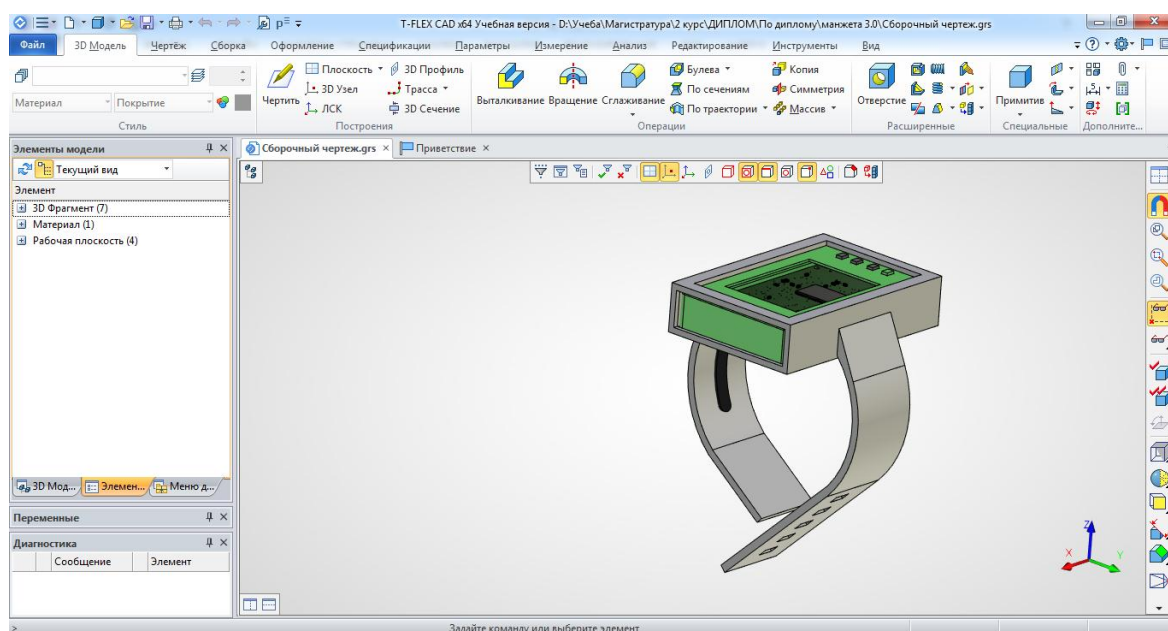 T-FLEX CAD x64 Учебная версия - D:\Учеба\Магистратура\2 курс\ДИПЛОМ\По диплому\манжета 3.0\Сборочный чертеж.grs
Файл 3D Модель Чертёж Сборка Оформление Спецификации Параметры Измерение Анализ Редактирование Инструменты Вид
Материал Покрытие
Стиль
Чертить
Плоскость 3D Профиль
3D Узел Трасса
ЛСК 3D Сечение
Построения
Выталкивание Вращение Сглаживание
Булева Копия
По сечениям Симметрия
По траектории Массив
Операции
Отверстие
Расширенные
Примитив
Специальные
Дополните...
Элементы модели
Текущий вид
Элемент
3D Фрагмент (7)
Материал (1)
Рабочая плоскость (4)
Сборочный чертеж.grs Приветствие
3D Мод... Элемен... Меню д...
Переменные
Диагностика
Сообщение Элемент
Z
X Y
> Задайте команду или выберите элемент